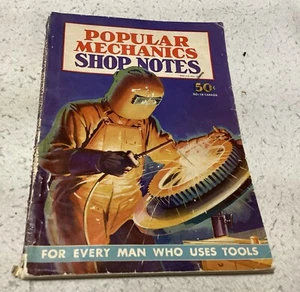 POPULAR
MECHANICS
SHOP NOTES
50¢
FOR EVERY MAN WHO USES TOOLS